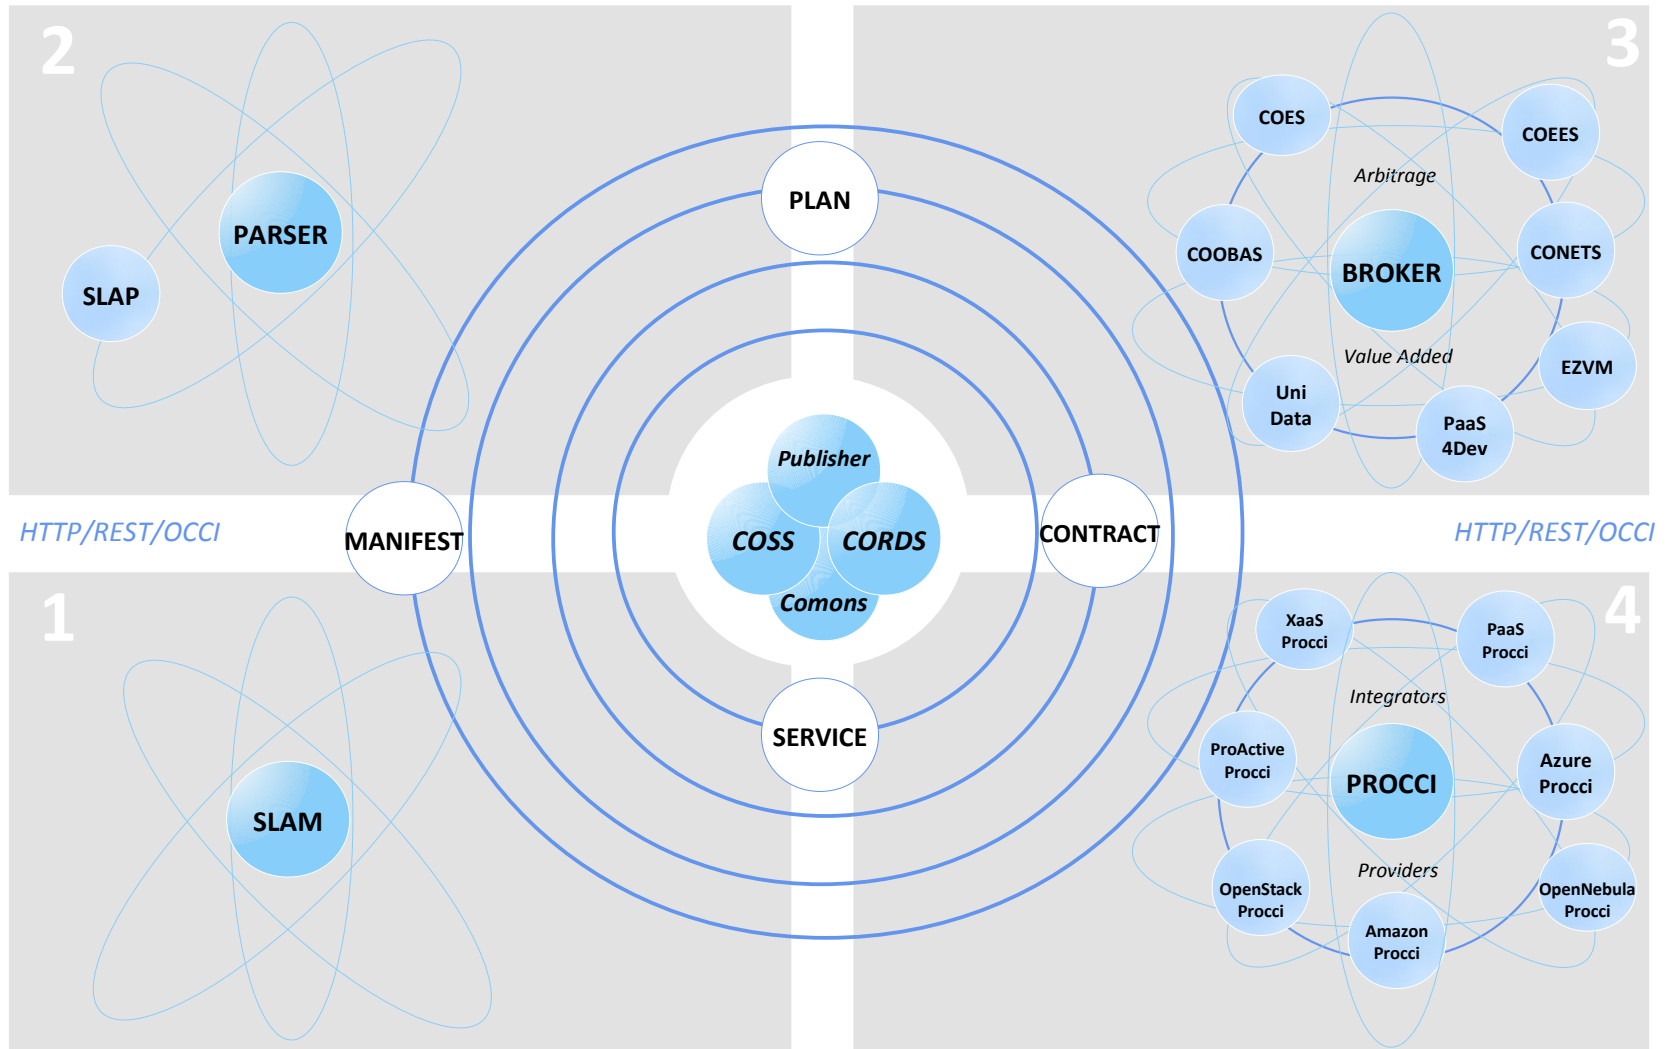 2
3
PARSER
SLAP
PLAN
COES
COEES
Arbitrage
COOBAS
BROKER
CONETS
Value Added
EZVM
Uni
Data
PaaS
4Dev
HTTP/REST/OCCI
MANIFEST
Publisher
COSS
CORDS
Comons
CONTRACT
HTTP/REST/OCCI
1
SLAM
SERVICE
4
XaaS
Procci
PaaS
Procci
Integrators
ProActive
Procci
PROCCI
Azure
Procci
Providers
OpenStack
Procci
Amazon
Procci
OpenNebula
Procci